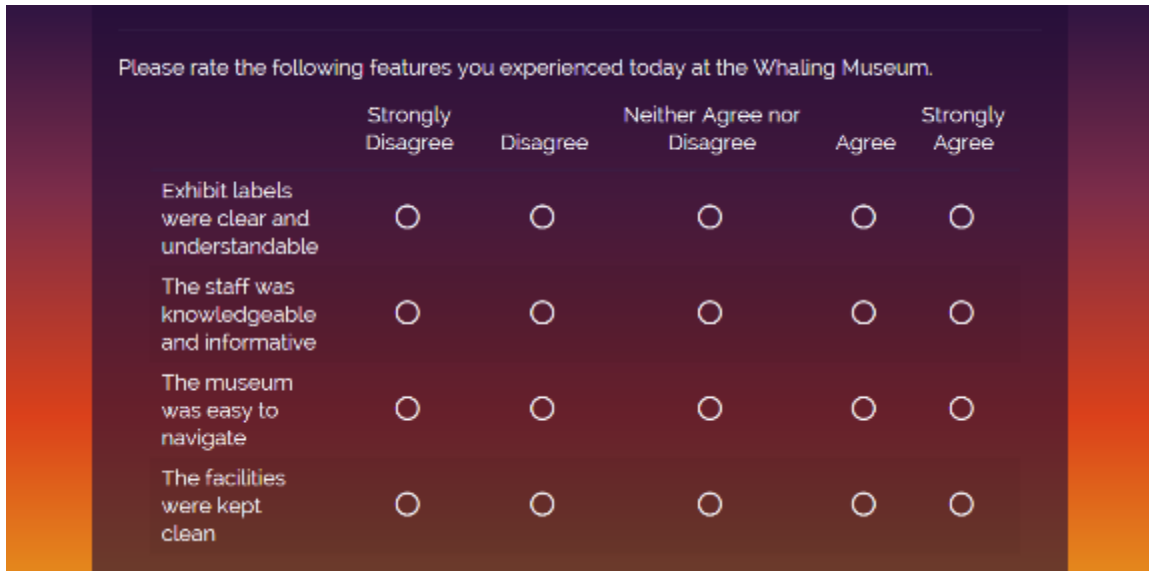 Please rate the following features you experienced today at the Whaling Museum.
Strongly Disagree
Disagree
Neither Agree nor Disagree
Agree
Strongly Agree
Exhibit labels
were clear and
understandable
The staff was
knowledgeable
and informative
The museum
was easy to
navigate
The facilities
were kept
clean